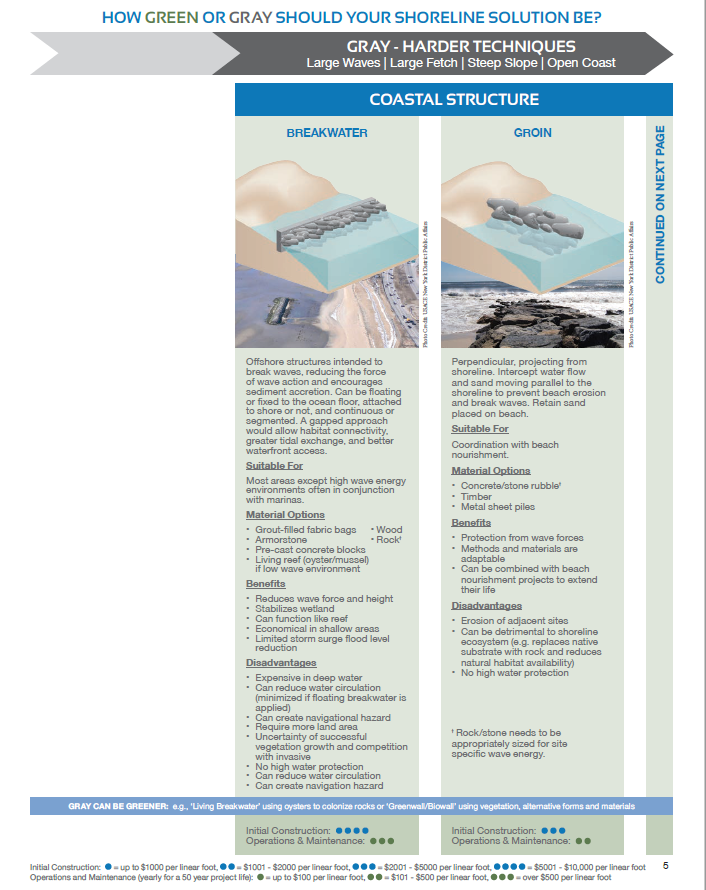 HOW GREEN OR GRAY SHOULD YOUR SHORELINE SOLUTION BE?
GRAY - HARDER TECHNIQUES
Large Waves | Large Fetch | Steep Slope | Open Coast
COASTAL STRUCTURE
BREAKWATER
Photo Credit: USACE New York District Public Affairs
Offshore structures intended to
break waves, reducing the force
of wave action and encourages
sediment accretion. Can be floating
or fixed to the ocean floor, attached
to shore or not, and continuous or
segmented. A gapped approach
would allow habitat connectivity,
greater tidal exchange, and better
waterfront access.
Suitable For
Most areas except high wave energy
environments often in conjunction
with marinas.
Material Options
• Grout-filled fabric bags • Wood
• Armorstone • Rock†
• Pre-cast concrete blocks
• Living reef (oyster/mussel)
if low wave environment
Benefits
• Reduces wave force and height
• Stabilizes wetland
• Can function like reef
• Economical in shallow areas
• Limited storm surge flood level
reduction
Disadvantages
• Expensive in deep water
• Can reduce water circulation
(minimized if floating breakwater is
applied)
• Can create navigational hazard
• Require more land area
• Uncertainty of successful
vegetation growth and competition
with invasive
• No high water protection
• Can reduce water circulation
• Can create navigation hazard
GROIN
Photo Credit: USACE New York District Public Affairs
Perpendicular, projecting from
shoreline. Intercept water flow
and sand moving parallel to the
shoreline to prevent beach erosion
and break waves. Retain sand
placed on beach.
Suitable For
Coordination with beach
nourishment.
Material Options
• Concrete/stone rubble†
• Timber
• Metal sheet piles
Benefits
• Protection from wave forces
• Methods and materials are
adaptable
• Can be combined with beach
nourishment projects to extend
their life
Disadvantages
• Erosion of adjacent sites
• Can be detrimental to shoreline
ecosystem (e.g. replaces native
substrate with rock and reduces
natural habitat availability)
• No high water protection
† Rock/stone needs to be
appropriately sized for site
specific wave energy.
CONTINUED ON NEXT PAGE
GRAY CAN BE GREENER: e.g., 'Living Breakwater' using oysters to colonize rocks or 'Greenwall/Biowall' using vegetation, alternative forms and materials
Initial Construction: ●●●●
Operations & Maintenance: ●●●
Initial Construction: ●●●
Operations & Maintenance: ●●
Initial Construction: ● = up to $1000 per linear foot, ●● = $1001 - $2000 per linear foot, ●●● = $2001 - $5000 per linear foot, ●●●● = $5001 - $10,000 per linear foot
Operations and Maintenance (yearly for a 50 year project life): ● = up to $100 per linear foot, ●● = $101 - $500 per linear foot, ●●● = over $500 per linear foot
5